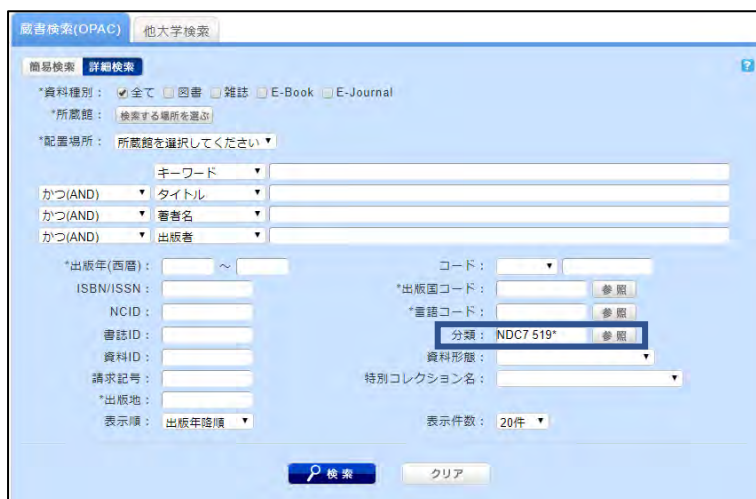 蔵書検索(OPAC) 他大学検索
簡易検索 詳細検索 ?
*資料種別： 全て 図書 雑誌 E-Book E-Journal
*所蔵館： 検索する場所を選ぶ
*配置場所： 所蔵館を選択してください
キーワード
かつ(AND) タイトル
かつ(AND) 著者名
かつ(AND) 出版者
*出版年(西暦)： ～ コード：
ISBN/ISSN： *出版国コード： 参照
NCID： *言語コード： 参照
書誌ID： 分類： NDC7 519* 参照
資料ID： 資料形態：
請求記号： 特別コレクション名：
*出版地：
表示順： 出版年降順 表示件数： 20件
検索 クリア